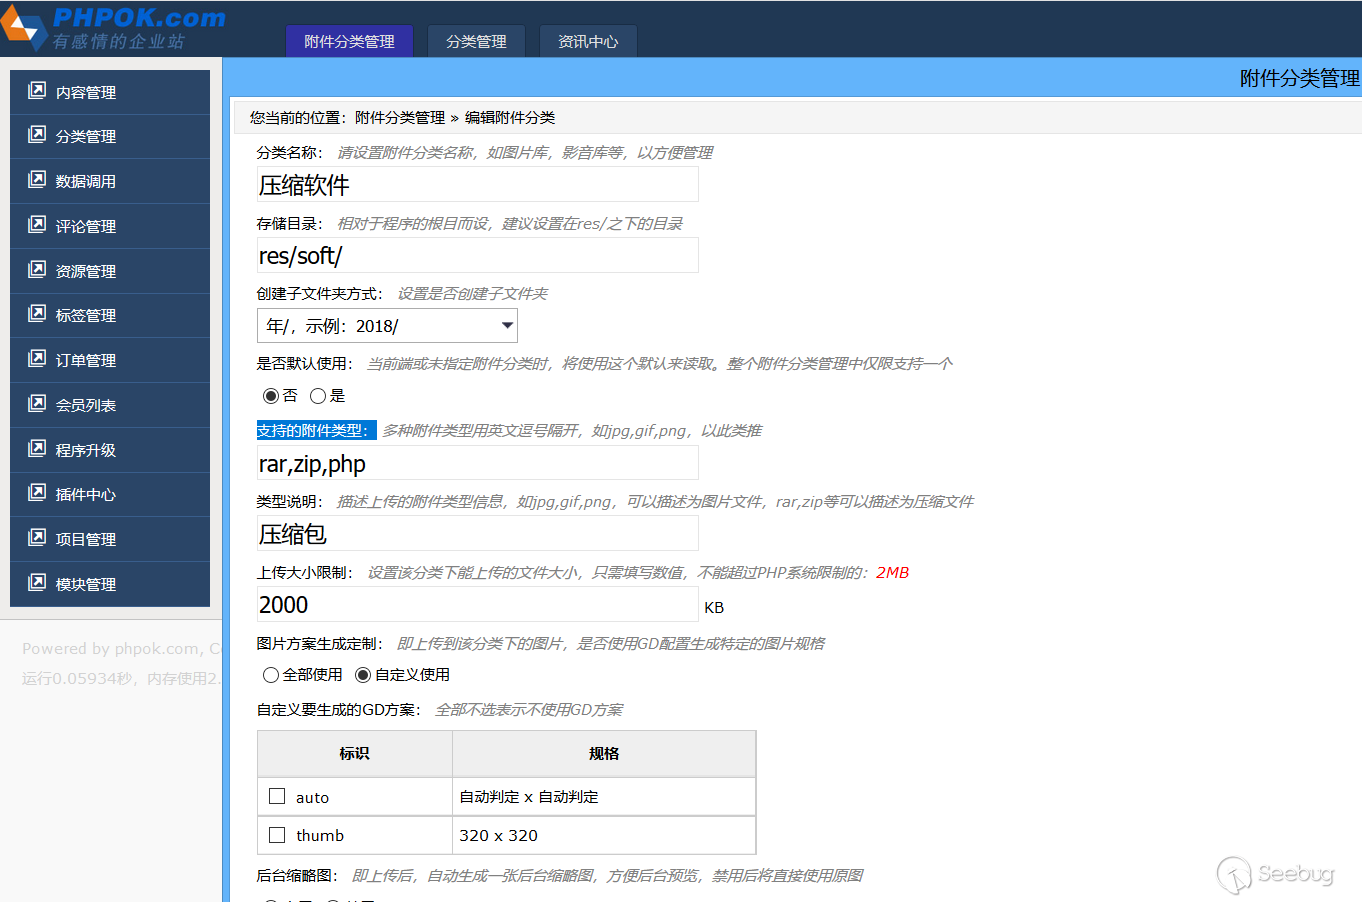 PHPOK.com
有感情的企业站
附件分类管理
分类管理
资讯中心
附件分类管理
内容管理
分类管理
数据调用
评论管理
资源管理
标签管理
订单管理
会员列表
程序升级
插件中心
项目管理
模块管理
Powered by phpok.com, C
运行0.05934秒，内存使用2.
您当前的位置：附件分类管理 » 编辑附件分类
分类名称： 请设置附件分类名称，如图片库，影音库等，以方便管理
压缩软件
存储目录： 相对于程序的根目而设，建议设置在res/之下的目录
res/soft/
创建子文件夹方式： 设置是否创建子文件夹
年/，示例：2018/
是否默认使用： 当前端或未指定附件分类时，将使用这个默认来读取。整个附件分类管理中仅限支持一个
否 是
支持的附件类型： 多种附件类型用英文逗号隔开，如jpg,gif,png，以此类推
rar,zip,php
类型说明： 描述上传的附件类型信息，如jpg,gif,png，可以描述为图片文件，rar,zip等可以描述为压缩文件
压缩包
上传大小限制： 设置该分类下能上传的文件大小，只需填写数值，不能超过PHP系统限制的：2MB
2000 KB
图片方案生成定制： 即上传到该分类下的图片，是否使用GD配置生成特定的图片规格
全部使用 自定义使用
自定义要生成的GD方案： 全部不选表示不使用GD方案
标识 规格
auto 自动判定 x 自动判定
thumb 320 x 320
后台缩略图： 即上传后，自动生成一张后台缩略图，方便后台预览，禁用后将直接使用原图
Seebug